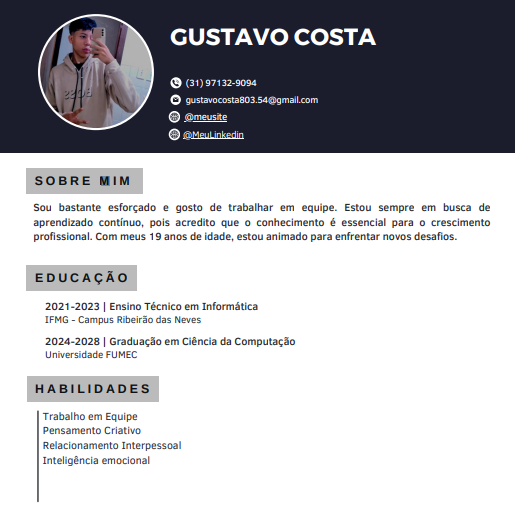 GUSTAVO COSTA
(31) 97132-9094
gustavocosta803.54@gmail.com
@meusite
@MeuLinkedin
SOBRE MIM
Sou bastante esforçado e gosto de trabalhar em equipe. Estou sempre em busca de
aprendizado contínuo, pois acredito que o conhecimento é essencial para o crescimento
profissional. Com meus 19 anos de idade, estou animado para enfrentar novos desafios.
EDUCAÇÃO
2021-2023 | Ensino Técnico em Informática
IFMG - Campus Ribeirão das Neves
2024-2028 | Graduação em Ciência da Computação
Universidade FUMEC
HABILIDADES
Trabalho em Equipe
Pensamento Criativo
Relacionamento Interpessoal
Inteligência emocional